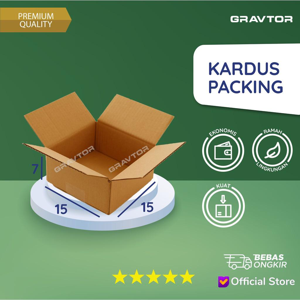 PREMIUM
QUALITY
GRAVTOR
KARDUS
PACKING
EKONOMIS
RAMAH
LINGKUNGAN
KUAT
GRAVTOR
7
15
15
BEBAS
ONGKIR
Official Store